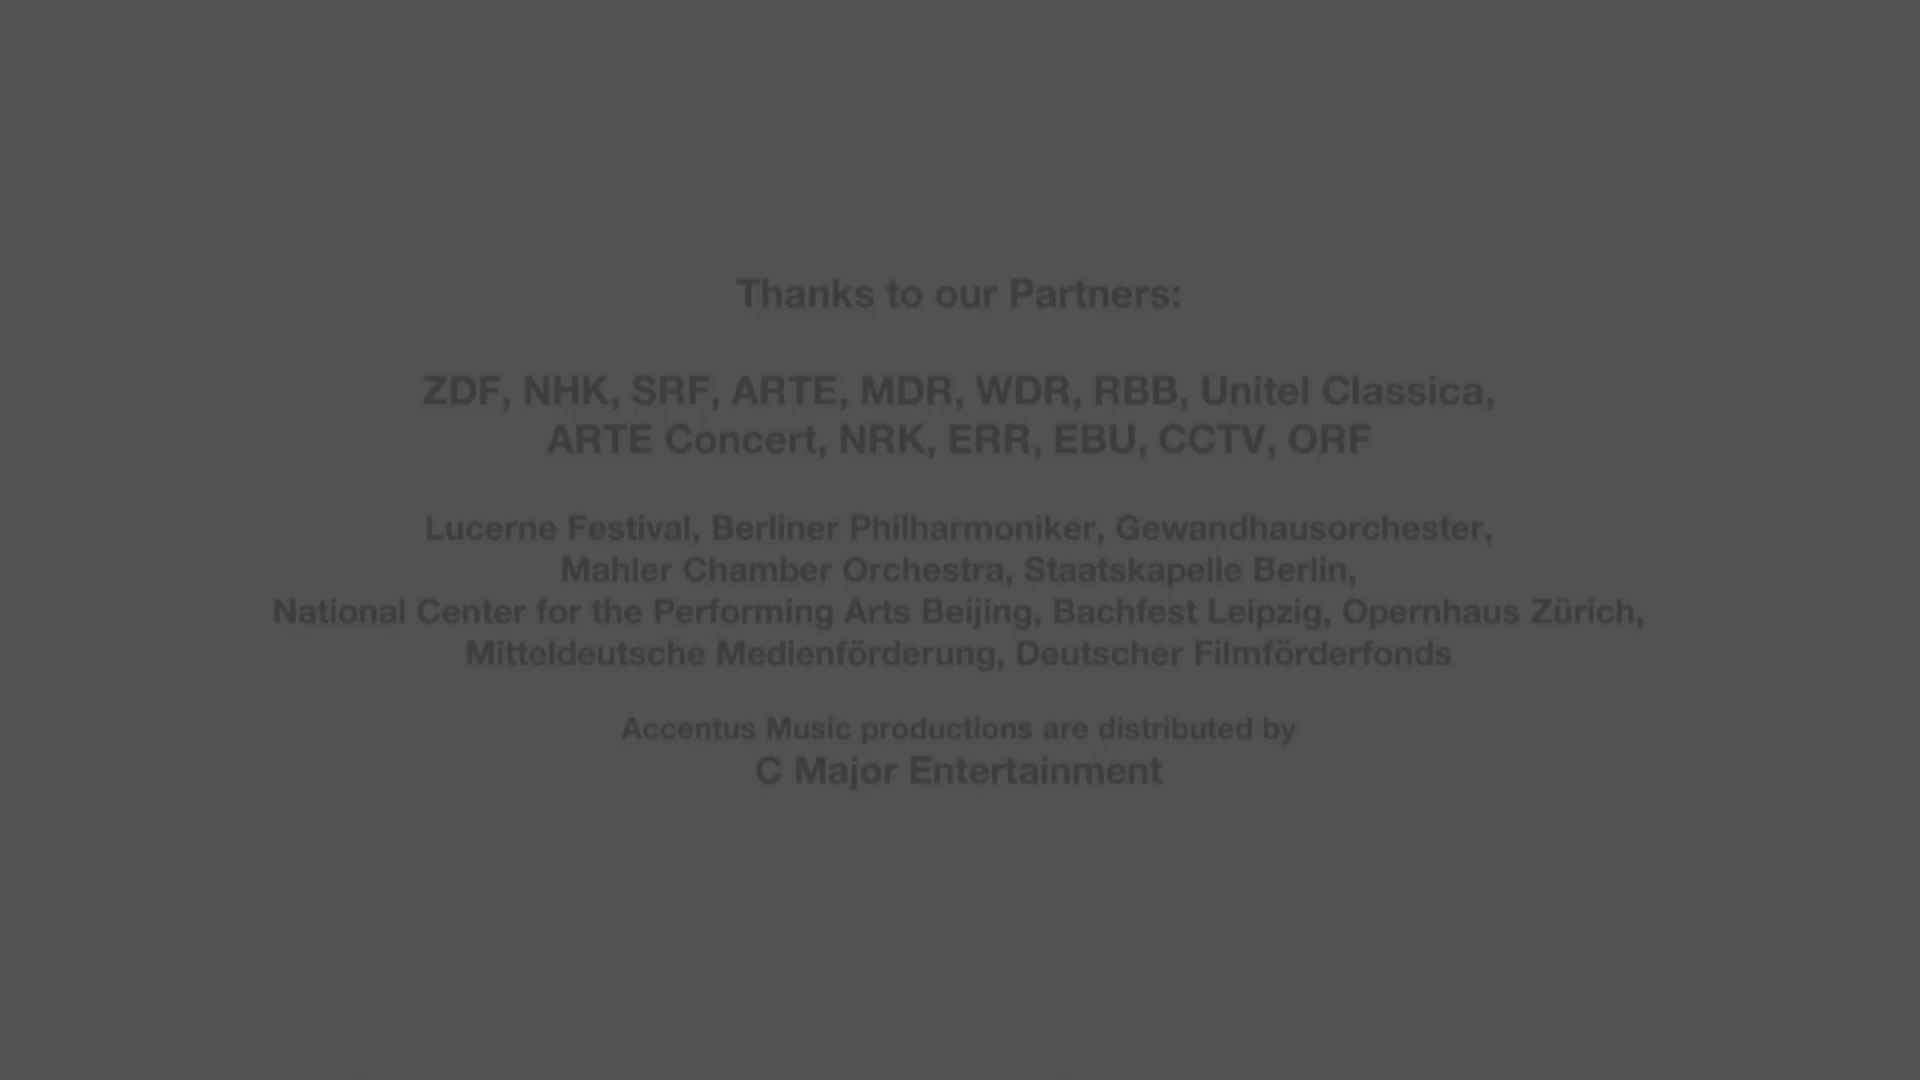 Thanks to our Partners:
ZDF, NHK, SRF, ARTE, MDR, WDR, RBB, Unitel Classica,
ARTE Concert, NRK, ERR, EBU, CCTV, ORF
Lucerne Festival, Berliner Philharmoniker, Gewandhausorchester,
Mahler Chamber Orchestra, Staatskapelle Berlin,
National Center for the Performing Arts Beijing, Bachfest Leipzig, Opernhaus Zürich,
Mitteldeutsche Medienförderung, Deutscher Filmförderfonds
Accentus Music productions are distributed by
C Major Entertainment